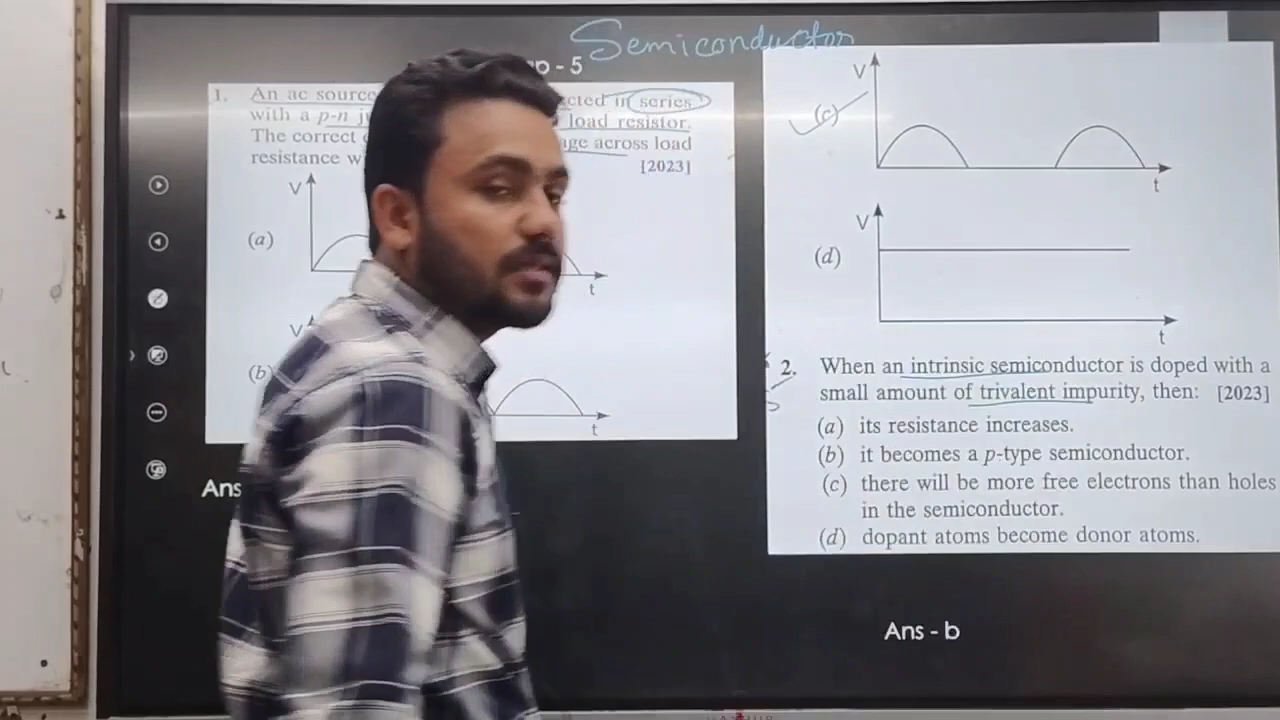 Semiconductor
- 5
1. An ac source in series
with a p-n load resistor.
The correct across load
resistance [2023]
V
(a)
t
V
(b)
t
Ans
V
(c)
t
V
(d)
t
2. When an intrinsic semiconductor is doped with a
small amount of trivalent impurity, then: [2023]
(a) its resistance increases.
(b) it becomes a p-type semiconductor.
(c) there will be more free electrons than holes
in the semiconductor.
(d) dopant atoms become donor atoms.
Ans - b